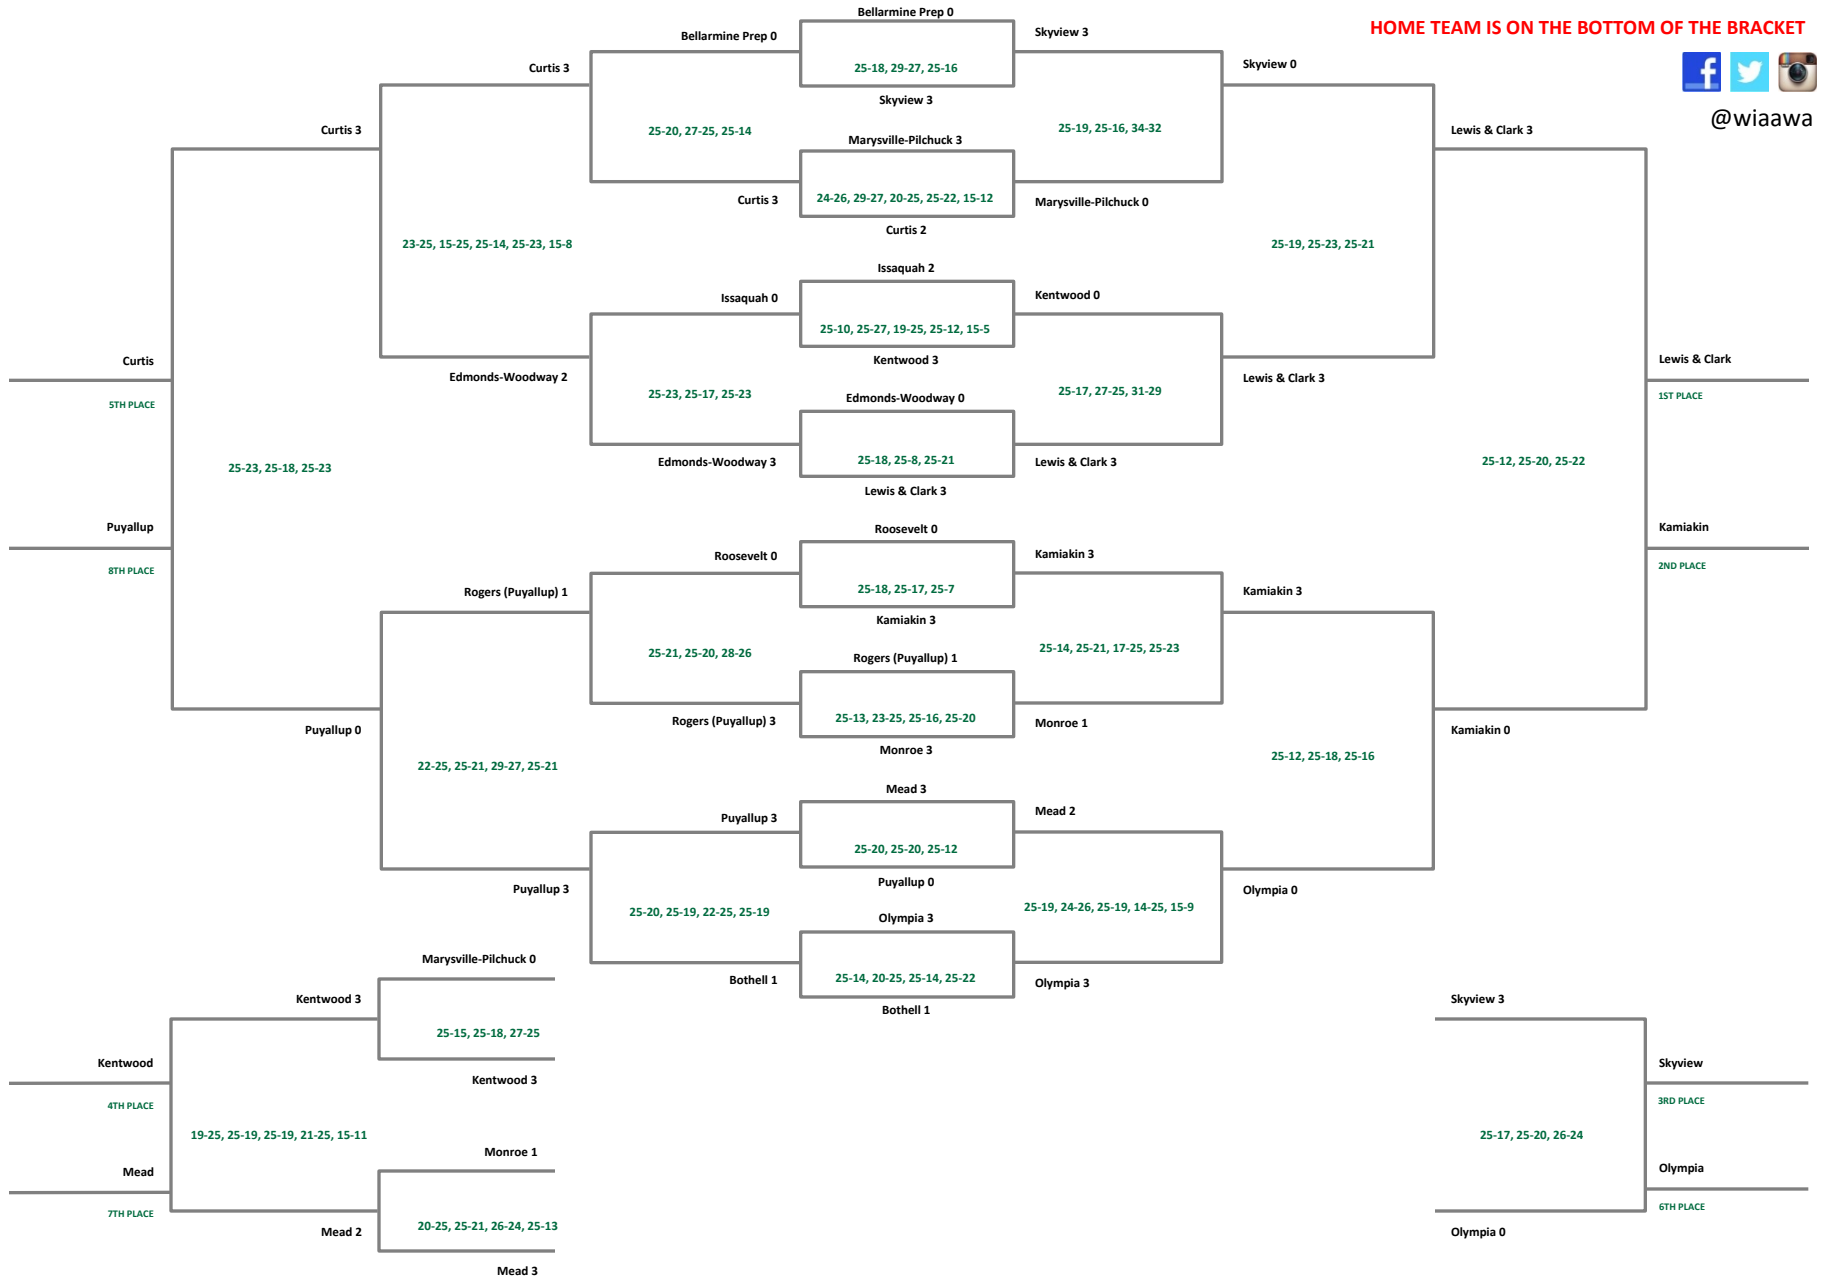 Bellarmine Prep 0
HOME TEAM IS ON THE BOTTOM OF THE BRACKET
Bellarmine Prep 0
Skyview 3
Curtis 3
25-18, 29-27, 25-16
Skyview 0
Skyview 3
@wiaawa
Curtis 3
25-20, 27-25, 25-14
25-19, 25-16, 34-32
Lewis & Clark 3
Marysville-Pilchuck 3
Curtis 3
24-26, 29-27, 20-25, 25-22, 15-12
Marysville-Pilchuck 0
Curtis 2
23-25, 15-25, 25-14, 25-23, 15-8
25-19, 25-23, 25-21
Issaquah 2
Issaquah 0
Kentwood 0
25-10, 25-27, 19-25, 25-12, 15-5
Curtis
Kentwood 3
Lewis & Clark
Edmonds-Woodway 2
Lewis & Clark 3
25-23, 25-17, 25-23
25-17, 27-25, 31-29
5TH PLACE
Edmonds-Woodway 0
1ST PLACE
Edmonds-Woodway 3
25-18, 25-8, 25-21
Lewis & Clark 3
25-23, 25-18, 25-23
25-12, 25-20, 25-22
Lewis & Clark 3
Puyallup
Roosevelt 0
Kamiakin
Roosevelt 0
Kamiakin 3
8TH PLACE
2ND PLACE
Rogers (Puyallup) 1
25-18, 25-17, 25-7
Kamiakin 3
Kamiakin 3
25-21, 25-20, 28-26
25-14, 25-21, 17-25, 25-23
Rogers (Puyallup) 1
Rogers (Puyallup) 3
25-13, 23-25, 25-16, 25-20
Monroe 1
Puyallup 0
Kamiakin 0
Monroe 3
22-25, 25-21, 29-27, 25-21
25-12, 25-18, 25-16
Mead 3
Puyallup 3
Mead 2
25-20, 25-20, 25-12
Puyallup 3
Puyallup 0
Olympia 0
25-20, 25-19, 22-25, 25-19
25-19, 24-26, 25-19, 14-25, 15-9
Olympia 3
Marysville-Pilchuck 0
Bothell 1
25-14, 20-25, 25-14, 25-22
Olympia 3
Kentwood 3
Skyview 3
Bothell 1
25-15, 25-18, 27-25
Kentwood
Skyview
Kentwood 3
4TH PLACE
3RD PLACE
19-25, 25-19, 25-19, 21-25, 15-11
25-17, 25-20, 26-24
Monroe 1
Mead
Olympia
7TH PLACE
6TH PLACE
Mead 2
20-25, 25-21, 26-24, 25-13
Olympia 0
Mead 3